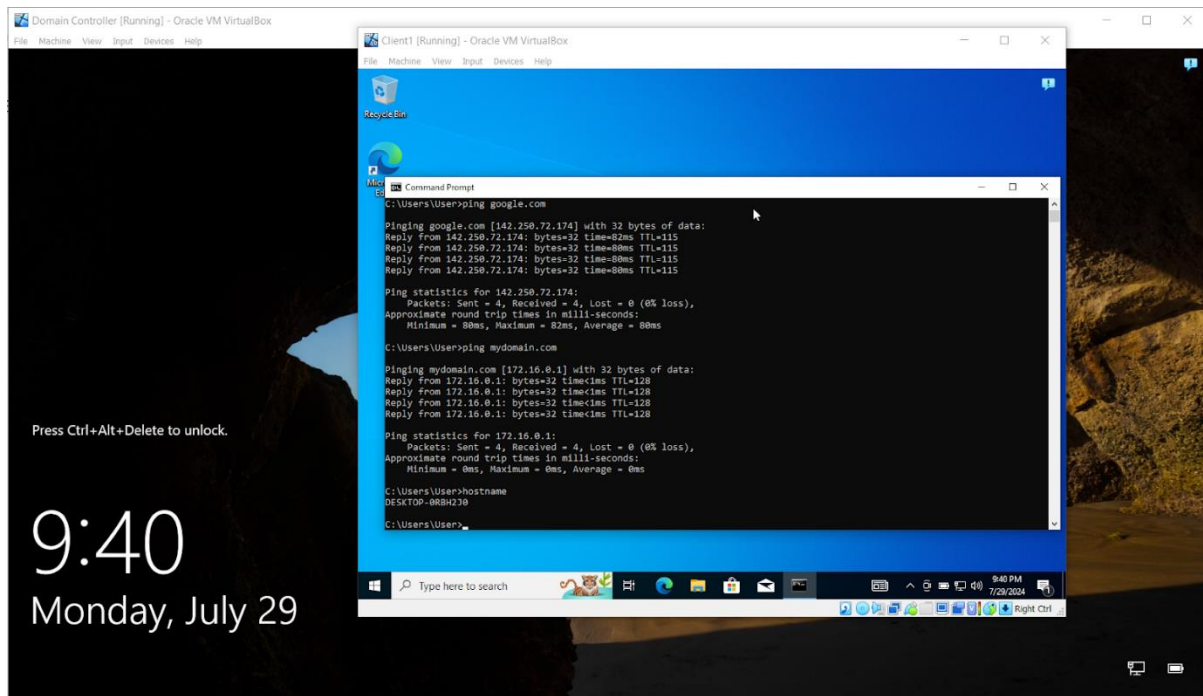 Domain Controller [Running] - Oracle VM VirtualBox
File Machine View Input Devices Help
Client1 [Running] - Oracle VM VirtualBox
File Machine View Input Devices Help
Recycle Bin
Command Prompt
C:\Users\User>ping google.com
Pinging google.com [142.250.72.174] with 32 bytes of data:
Reply from 142.250.72.174: bytes=32 time=82ms TTL=115
Reply from 142.250.72.174: bytes=32 time=80ms TTL=115
Reply from 142.250.72.174: bytes=32 time=80ms TTL=115
Reply from 142.250.72.174: bytes=32 time=80ms TTL=115
Ping statistics for 142.250.72.174:
Packets: Sent = 4, Received = 4, Lost = 0 (0% loss),
Approximate round trip times in milli-seconds:
Minimum = 80ms, Maximum = 82ms, Average = 80ms
C:\Users\User>ping mydomain.com
Pinging mydomain.com [172.16.0.1] with 32 bytes of data:
Reply from 172.16.0.1: bytes=32 time<1ms TTL=128
Reply from 172.16.0.1: bytes=32 time<1ms TTL=128
Reply from 172.16.0.1: bytes=32 time<1ms TTL=128
Reply from 172.16.0.1: bytes=32 time<1ms TTL=128
Ping statistics for 172.16.0.1:
Packets: Sent = 4, Received = 4, Lost = 0 (0% loss),
Approximate round trip times in milli-seconds:
Minimum = 0ms, Maximum = 0ms, Average = 0ms
C:\Users\User>hostname
DESKTOP-0RBH2J0
C:\Users\User>
Type here to search
9:40 PM
7/29/2024
Right Ctrl
Press Ctrl+Alt+Delete to unlock.
9:40
Monday, July 29